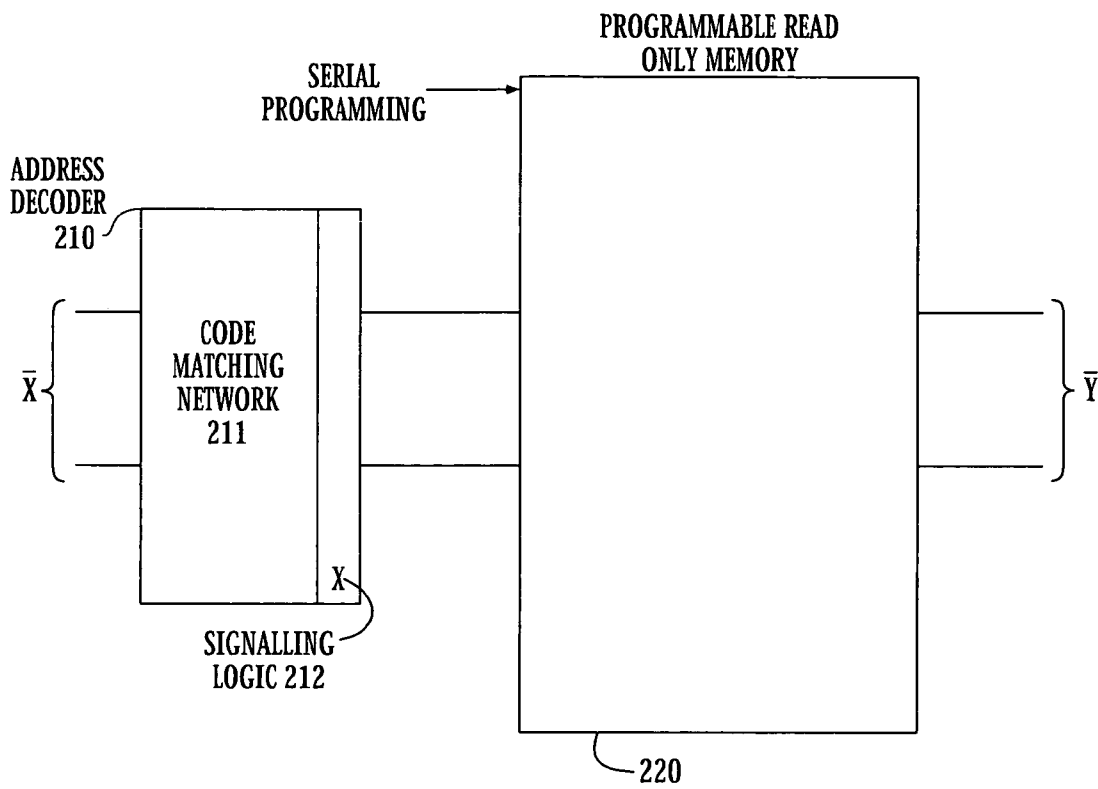 PROGRAMMABLE READ
ONLY MEMORY
SERIAL
PROGRAMMING
ADDRESS
DECODER
210
CODE
MATCHING
NETWORK
211
X̄
Ȳ
X
SIGNALLING
LOGIC 212
220